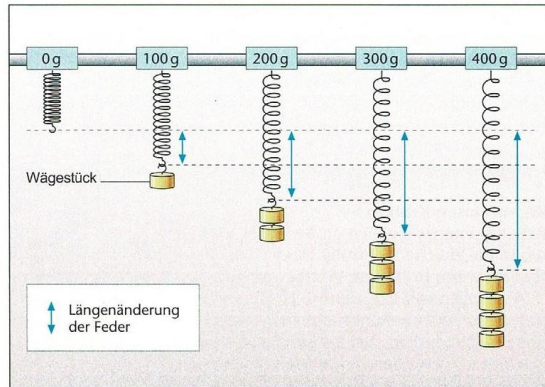 0 g
100 g
200 g
300 g
400 g
Wägestück
Längenänderung
der Feder